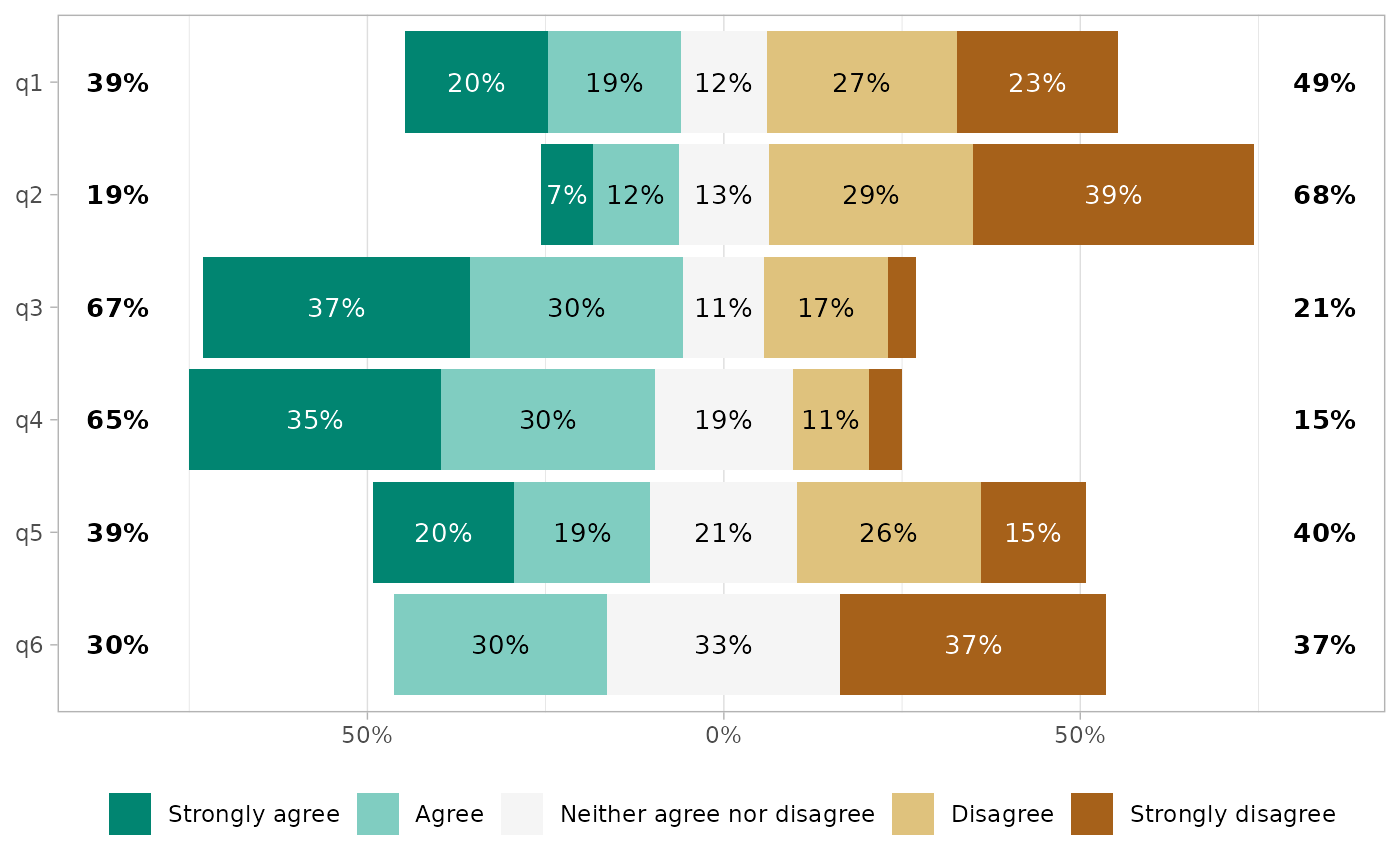 q1 39% 20% 19% 12% 27% 23% 49%
q2 19% 7% 12% 13% 29% 39% 68%
q3 67% 37% 30% 11% 17% 21%
q4 65% 35% 30% 19% 11% 15%
q5 39% 20% 19% 21% 26% 15% 40%
q6 30% 30% 33% 37% 37%
50% 0% 50%
Strongly agree Agree Neither agree nor disagree Disagree Strongly disagree